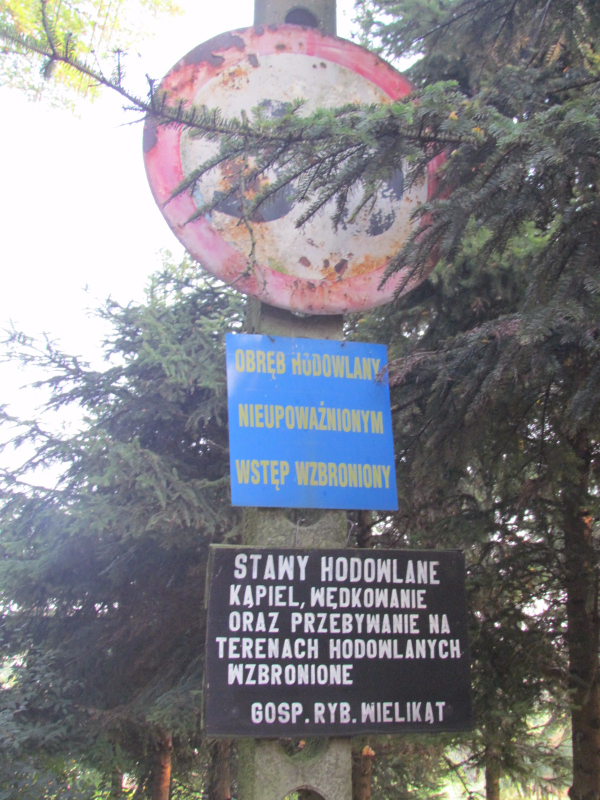 OBRĘB HODOWLANY
NIEUPOWAŻNIONYM
WSTĘP WZBRONIONY
STAWY HODOWLANE
KĄPIEL, WĘDKOWANIE
ORAZ PRZEBYWANIE NA
TERENACH HODOWLANYCH
WZBRONIONE
GOSP. RYB. WIELIKĄT